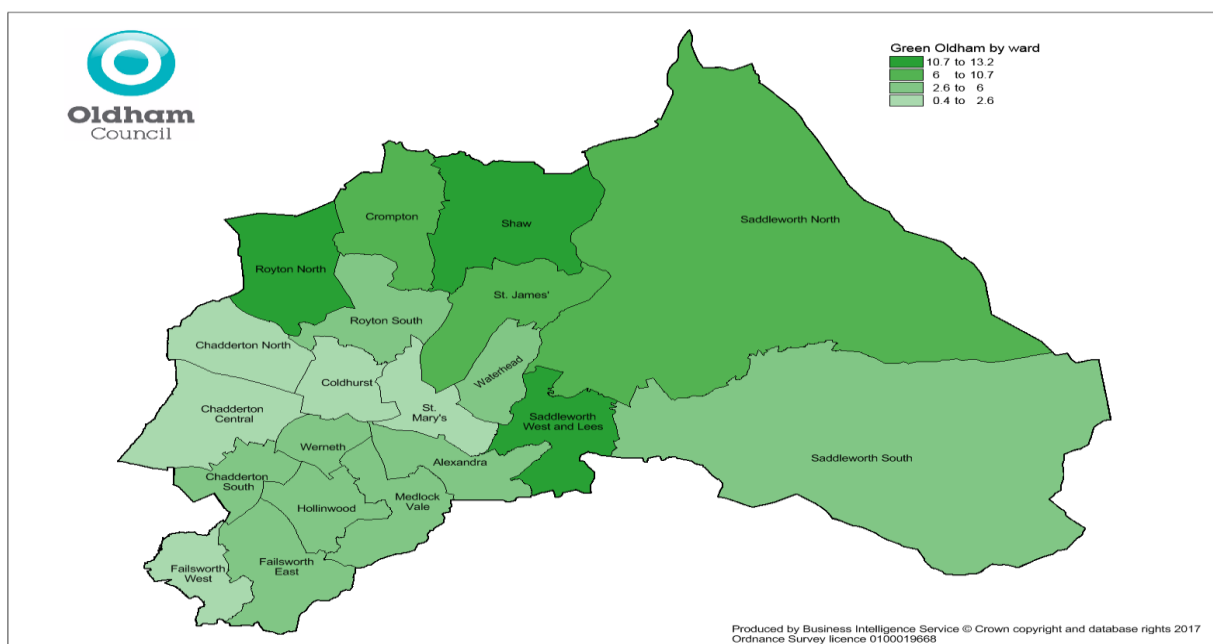 Oldham
Council
Green Oldham by ward
10.7 to 13.2
6 to 10.7
2.6 to 6
0.4 to 2.6
Crompton
Shaw
Saddleworth North
Royton North
St. James'
Royton South
Chadderton North
Waterhead
Coldhurst
Chadderton
Central
St.
Mary's
Saddleworth
West and Lees
Werneth
Alexandra
Saddleworth South
Chadderton
South
Medlock
Vale
Hollinwood
Failsworth
East
Failsworth
West
Produced by Business Intelligence Service © Crown copyright and database rights 2017
Ordnance Survey licence 0100019668